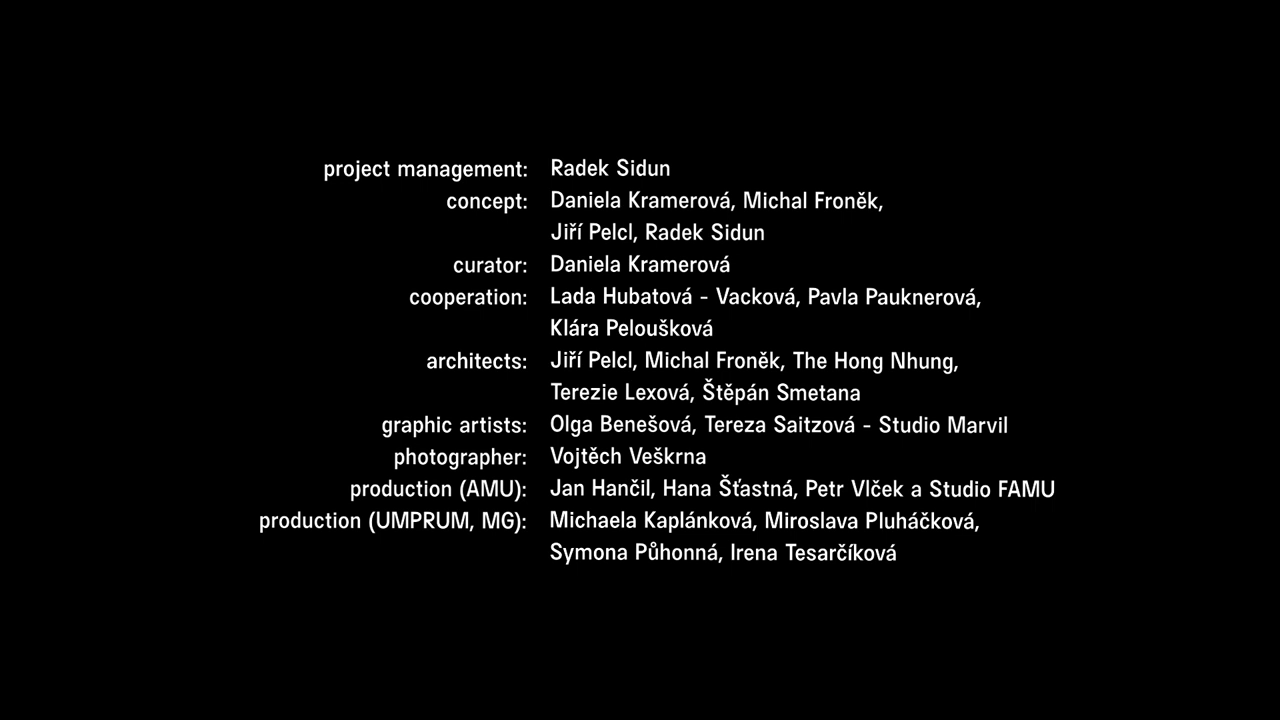 project management: Radek Sidun
concept: Daniela Kramerová, Michal Froněk,
Jiří Pelcl, Radek Sidun
curator: Daniela Kramerová
cooperation: Lada Hubatová - Vacková, Pavla Pauknerová,
Klára Peloušková
architects: Jiří Pelcl, Michal Froněk, The Hong Nhung,
Terezie Lexová, Štěpán Smetana
graphic artists: Olga Benešová, Tereza Saitzová - Studio Marvil
photographer: Vojtěch Veškrna
production (AMU): Jan Hančil, Hana Šťastná, Petr Vlček a Studio FAMU
production (UMPRUM, MG): Michaela Kaplánková, Miroslava Pluháčková,
Symona Půhonná, Irena Tesarčíková